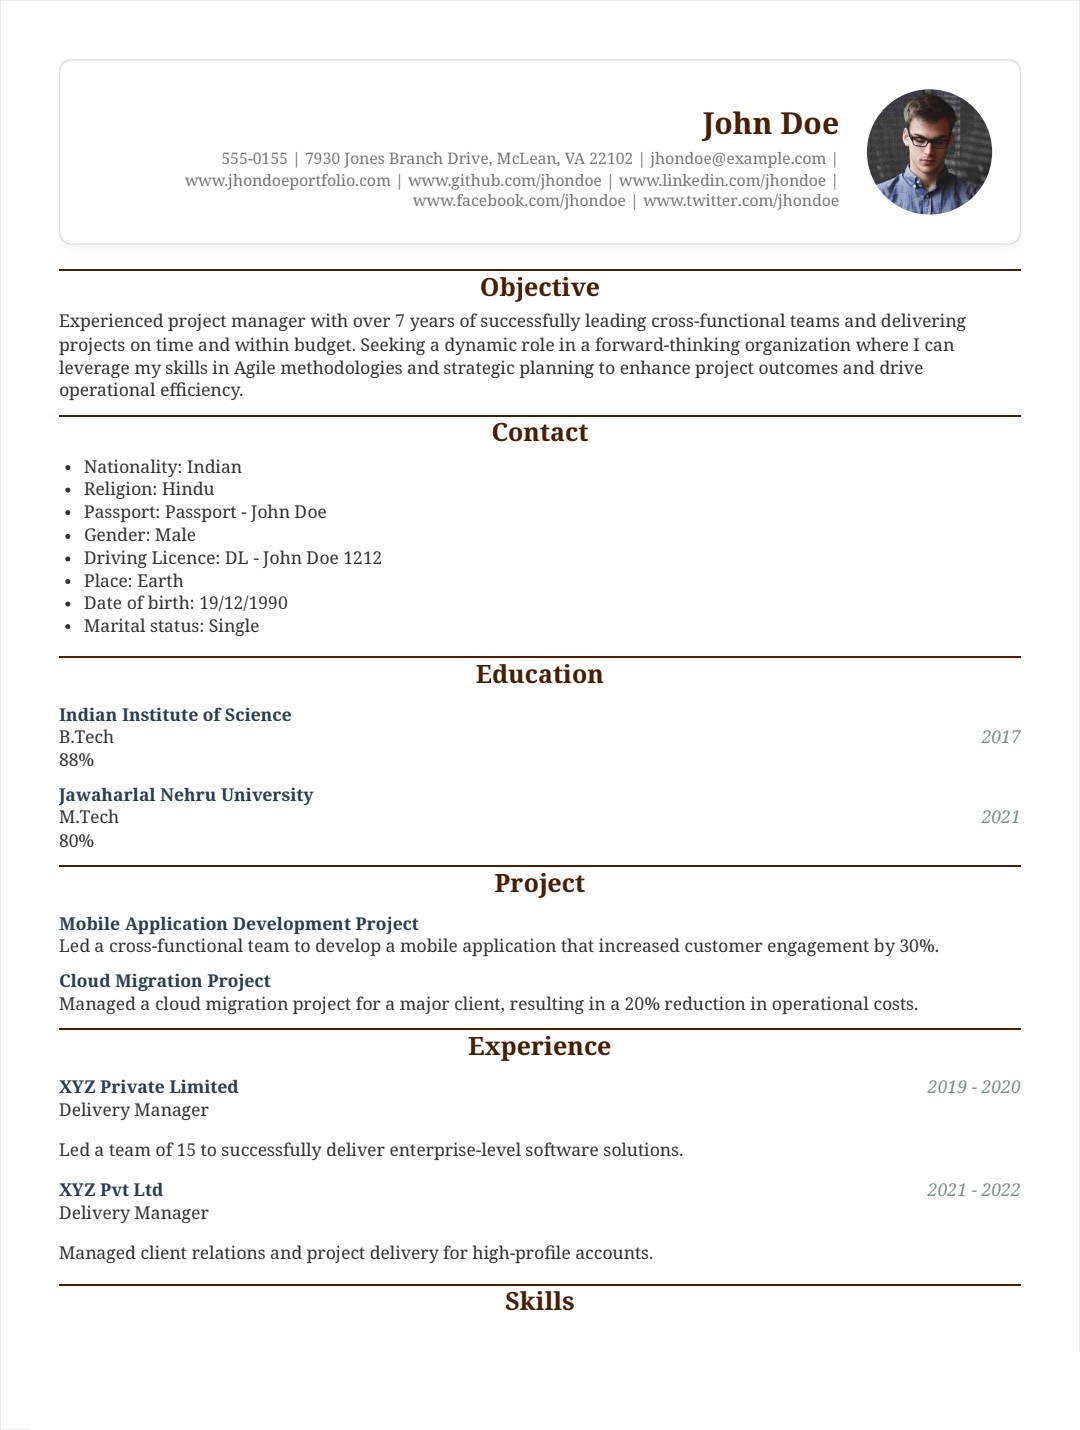 John Doe
555-0155 | 7930 Jones Branch Drive, McLean, VA 22102 | jhondoe@example.com |
www.jhondoeportfolio.com | www.github.com/jhondoe | www.linkedin.com/jhondoe |
www.facebook.com/jhondoe | www.twitter.com/jhondoe
Objective
Experienced project manager with over 7 years of successfully leading cross-functional teams and delivering
projects on time and within budget. Seeking a dynamic role in a forward-thinking organization where I can
leverage my skills in Agile methodologies and strategic planning to enhance project outcomes and drive
operational efficiency.
Contact
• Nationality: Indian
• Religion: Hindu
• Passport: Passport - John Doe
• Gender: Male
• Driving Licence: DL - John Doe 1212
• Place: Earth
• Date of birth: 19/12/1990
• Marital status: Single
Education
Indian Institute of Science
B.Tech 2017
88%
Jawaharlal Nehru University
M.Tech 2021
80%
Project
Mobile Application Development Project
Led a cross-functional team to develop a mobile application that increased customer engagement by 30%.
Cloud Migration Project
Managed a cloud migration project for a major client, resulting in a 20% reduction in operational costs.
Experience
XYZ Private Limited 2019 - 2020
Delivery Manager
Led a team of 15 to successfully deliver enterprise-level software solutions.
XYZ Pvt Ltd 2021 - 2022
Delivery Manager
Managed client relations and project delivery for high-profile accounts.
Skills